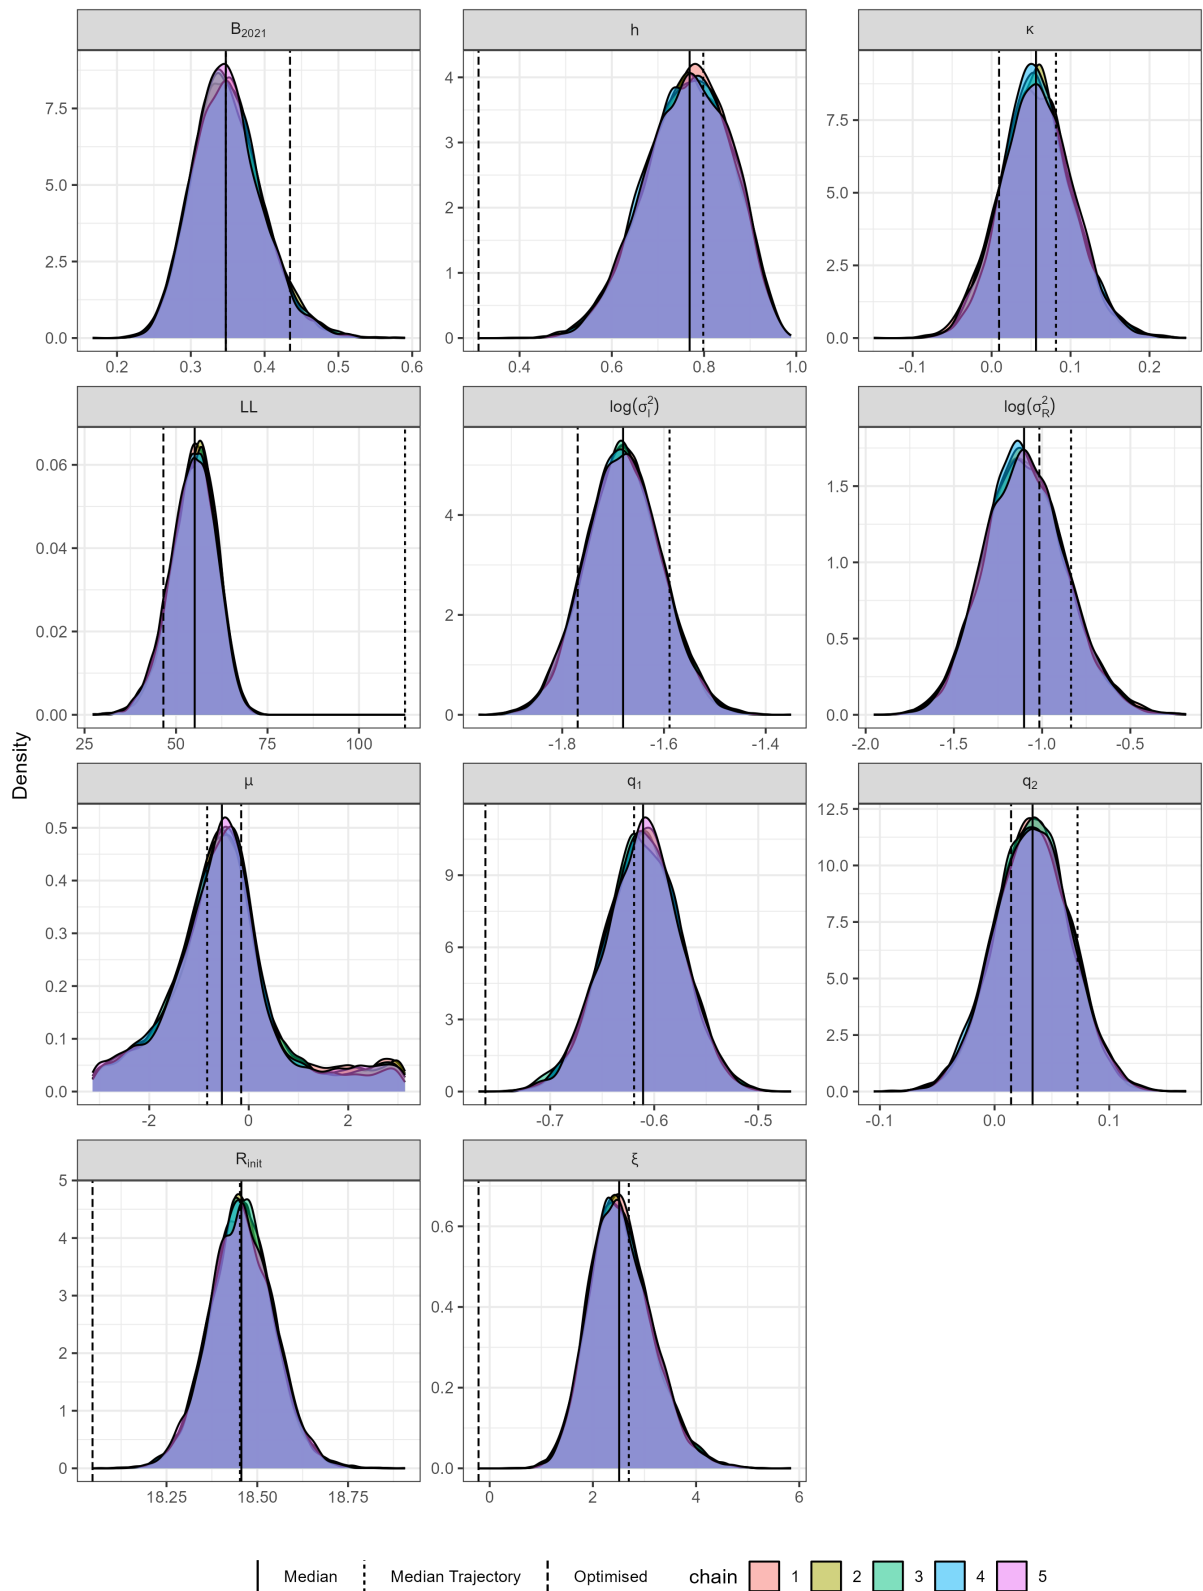 B2021 h κ
7.5 5.0 2.5 0.0
4 3 2 1 0
7.5 5.0 2.5 0.0
0.2 0.3 0.4 0.5 0.6 0.4 0.6 0.8 1.0 -0.1 0.0 0.1 0.2
LL log(σ²I) log(σ²R)
0.06 0.04 0.02 0.00
4 2 0
1.5 1.0 0.5 0.0
25 50 75 100 -1.8 -1.6 -1.4 -2.0 -1.5 -1.0 -0.5
Density
μ q1 q2
0.5 0.4 0.3 0.2 0.1 0.0
9 6 3 0
12.5 10.0 7.5 5.0 2.5 0.0
-2 0 2 -0.7 -0.6 -0.5 -0.1 0.0 0.1
Rinit ξ
5 4 3 2 1 0
0.6 0.4 0.2 0.0
18.25 18.50 18.75 0 2 4 6
Median Median Trajectory Optimised chain 1 2 3 4 5